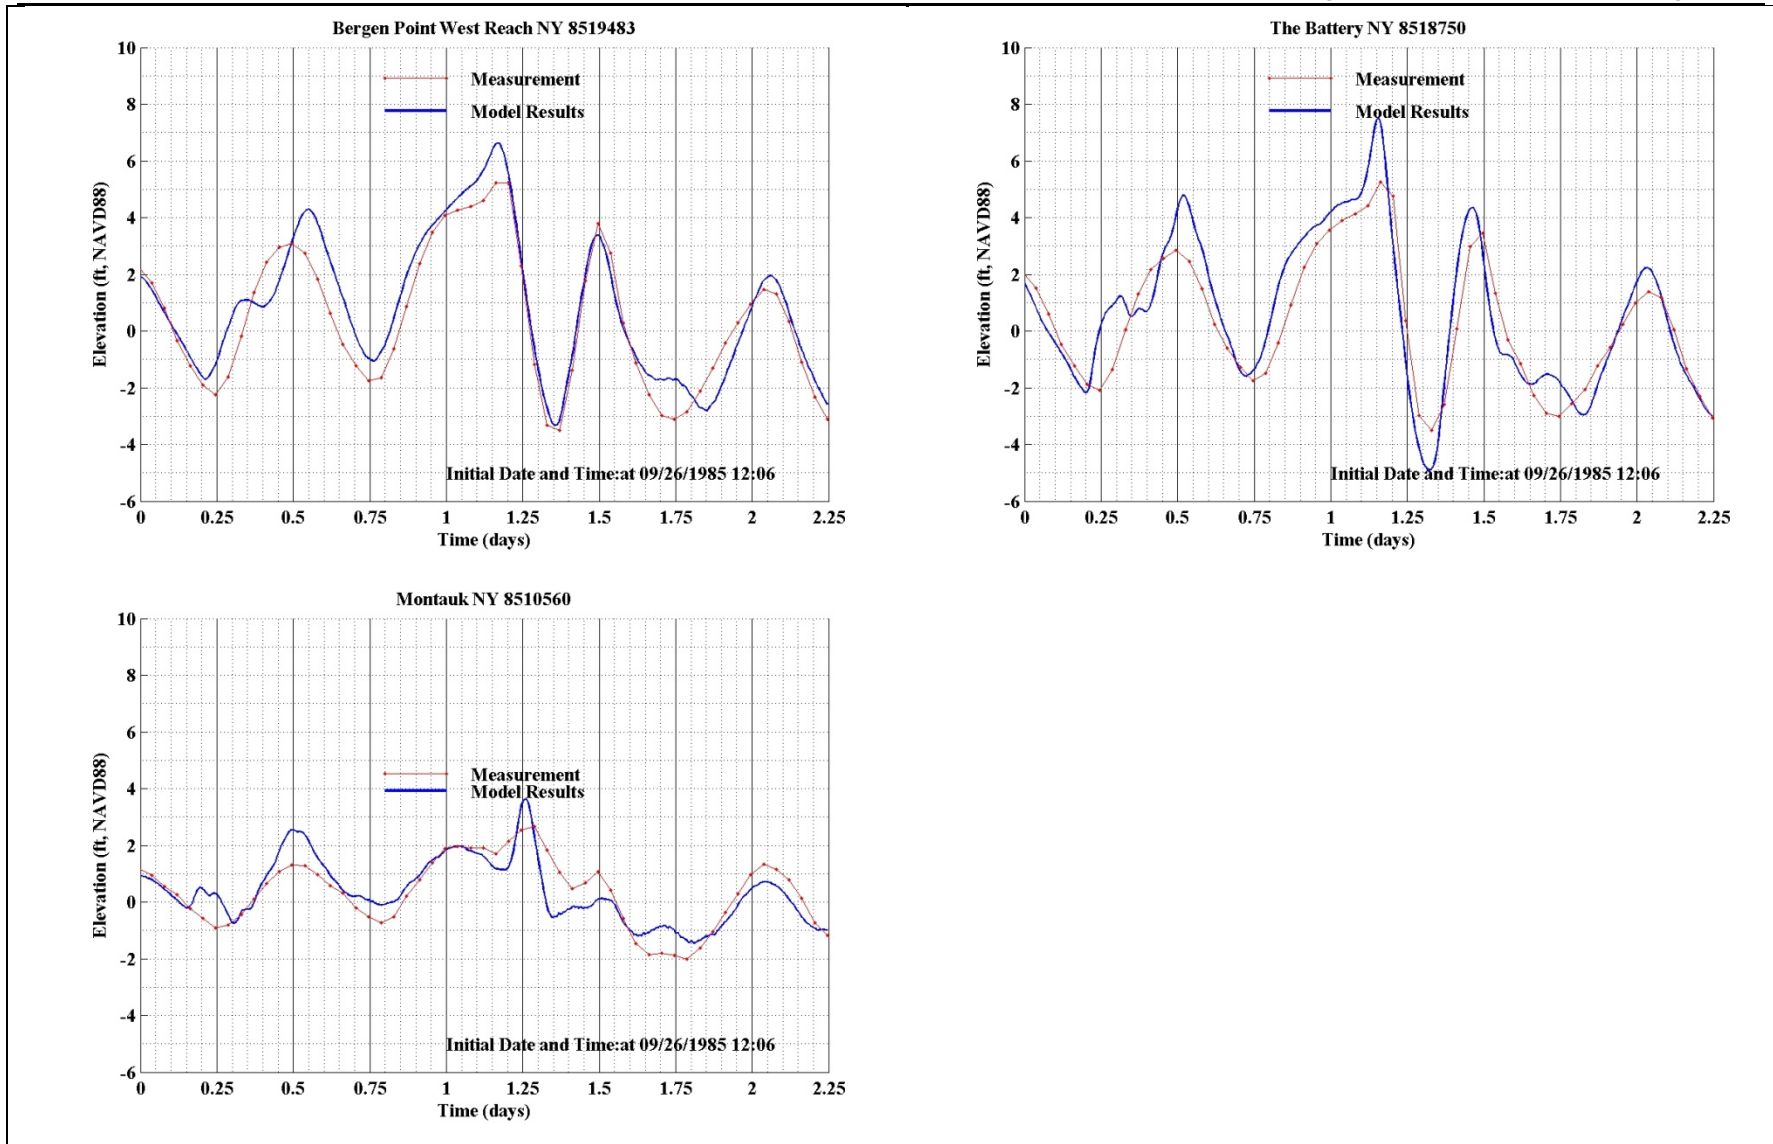 Bergen Point West Reach NY 8519483
10
8
6
4
2
0
-2
-4
-6
Elevation (ft, NAVD88)
Measurement
Model Results
Initial Date and Time:at 09/26/1985 12:06
0 0.25 0.5 0.75 1 1.25 1.5 1.75 2 2.25
Time (days)
The Battery NY 8518750
10
8
6
4
2
0
-2
-4
-6
Elevation (ft, NAVD88)
Measurement
Model Results
Initial Date and Time:at 09/26/1985 12:06
0 0.25 0.5 0.75 1 1.25 1.5 1.75 2 2.25
Time (days)
Montauk NY 8510560
10
8
6
4
2
0
-2
-4
-6
Elevation (ft, NAVD88)
Measurement
Model Results
Initial Date and Time:at 09/26/1985 12:06
0 0.25 0.5 0.75 1 1.25 1.5 1.75 2 2.25
Time (days)